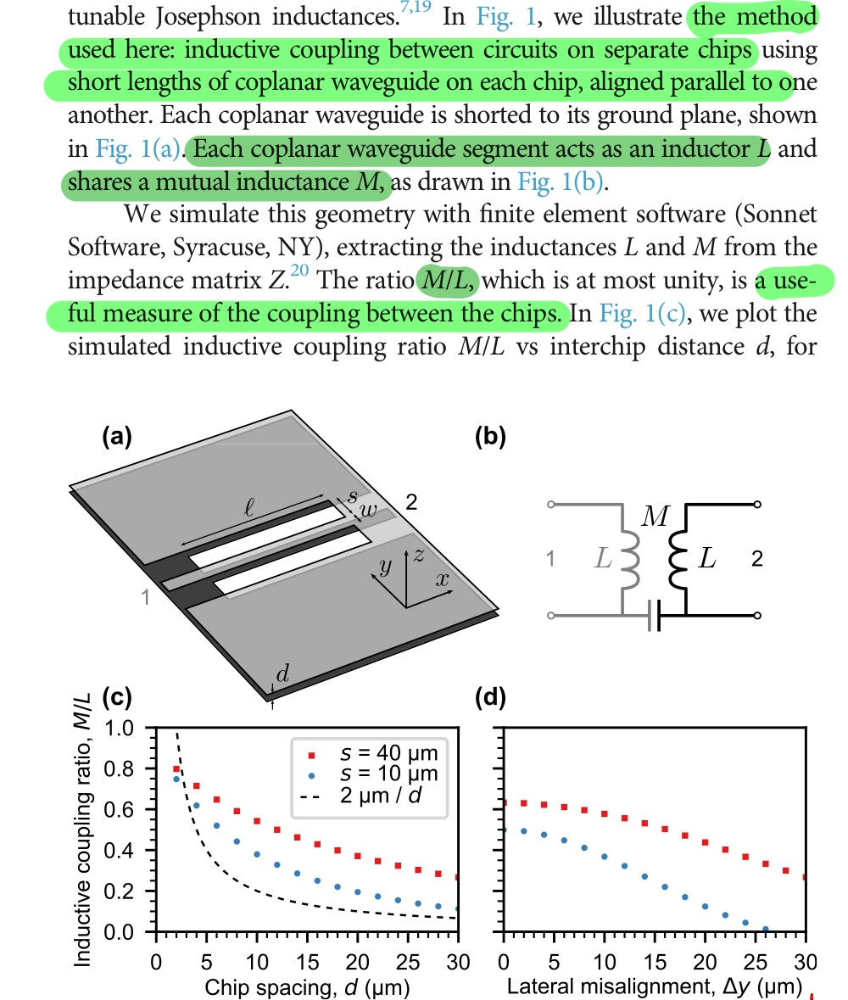 tunable Josephson inductances.7,19 In Fig. 1, we illustrate the method
used here: inductive coupling between circuits on separate chips using
short lengths of coplanar waveguide on each chip, aligned parallel to one
another. Each coplanar waveguide is shorted to its ground plane, shown
in Fig. 1(a). Each coplanar waveguide segment acts as an inductor L and
shares a mutual inductance M, as drawn in Fig. 1(b).
We simulate this geometry with finite element software (Sonnet
Software, Syracuse, NY), extracting the inductances L and M from the
impedance matrix Z.20 The ratio M/L, which is at most unity, is a use-
ful measure of the coupling between the chips. In Fig. 1(c), we plot the
simulated inductive coupling ratio M/L vs interchip distance d, for
(a)
ℓ
s
w
2
y
z
x
1
d
(b)
M
1
L
L
2
(c)
Inductive coupling ratio, M/L
1.0
0.8
0.6
0.4
0.2
0.0
s = 40 μm
s = 10 μm
2 μm / d
0 5 10 15 20 25 30
Chip spacing, d (μm)
(d)
0 5 10 15 20 25 30
Lateral misalignment, Δy (μm)